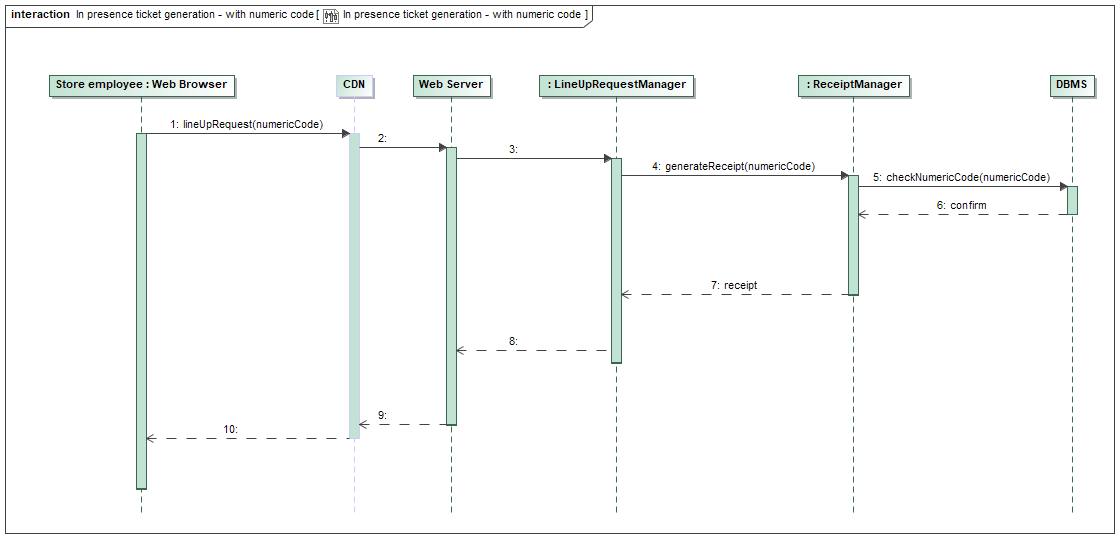 interaction In presence ticket generation - with numeric code [ In presence ticket generation - with numeric code ]
Store employee : Web Browser
CDN
Web Server
: LineUpRequestManager
: ReceiptManager
DBMS
1: lineUpRequest(numericCode)
2:
3:
4: generateReceipt(numericCode)
5: checkNumericCode(numericCode)
6: confirm
7: receipt
8:
9:
10: